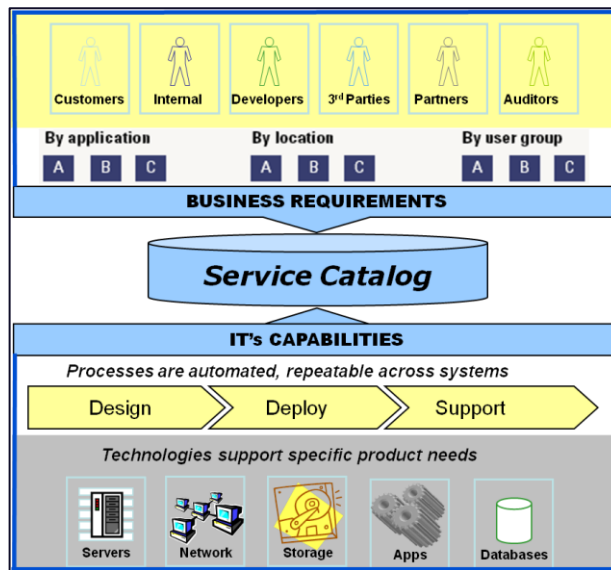 Customers Internal Developers 3rd Parties Partners Auditors
By application By location By user group
A B C A B C A B C
BUSINESS REQUIREMENTS
Service Catalog
IT's CAPABILITIES
Processes are automated, repeatable across systems
Design Deploy Support
Technologies support specific product needs
Servers Network Storage Apps Databases